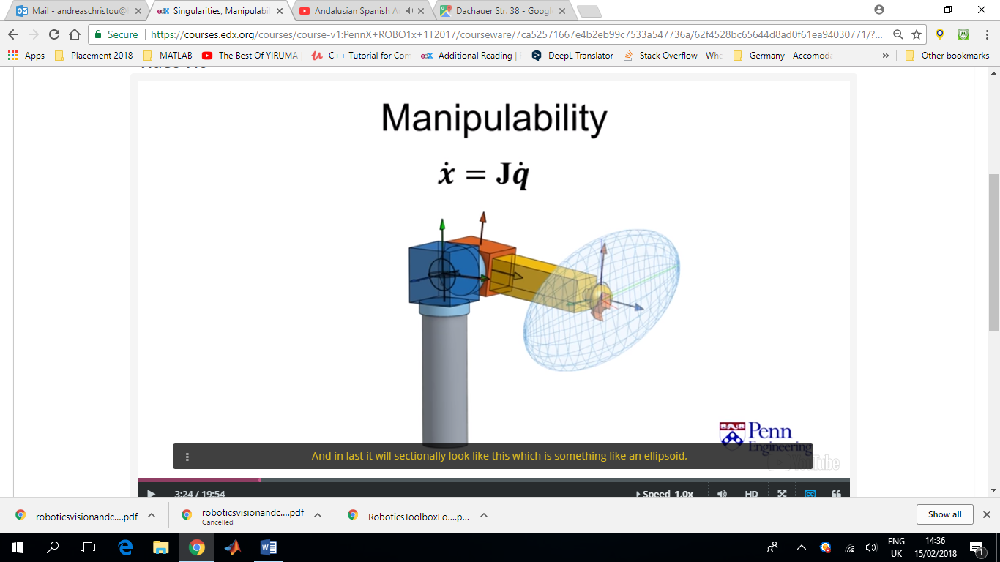 Mail - andreaschristou@
Singularities, Manipulabi
Andalusian Spanish A
Dachauer Str. 38 - Googl
Secure
https://courses.edx.org/courses/course-v1:PennX+ROBO1x+1T2017/courseware/7ca52571667e4b2eb99c7533a547736a/62f4528bc65644d8ad0f61ea94030771/?...
Apps
Placement 2018
MATLAB
The Best Of YIRUMA
C++ Tutorial for Com
Additional Reading |
DeepL Translator
Stack Overflow - Whe
Germany - Accomoda
»
Other bookmarks
Manipulability
ẋ = Jq̇
Penn
Engineering
YouTube
And in last it will sectionally look like this which is something like an ellipsoid,
3:24 / 19:54
Speed 1.0x
HD
CC
roboticsvisionandc....pdf
roboticsvisionandc....pdf
Cancelled
RoboticsToolboxFo....p...
Show all
ENG
UK
14:36
15/02/2018
1